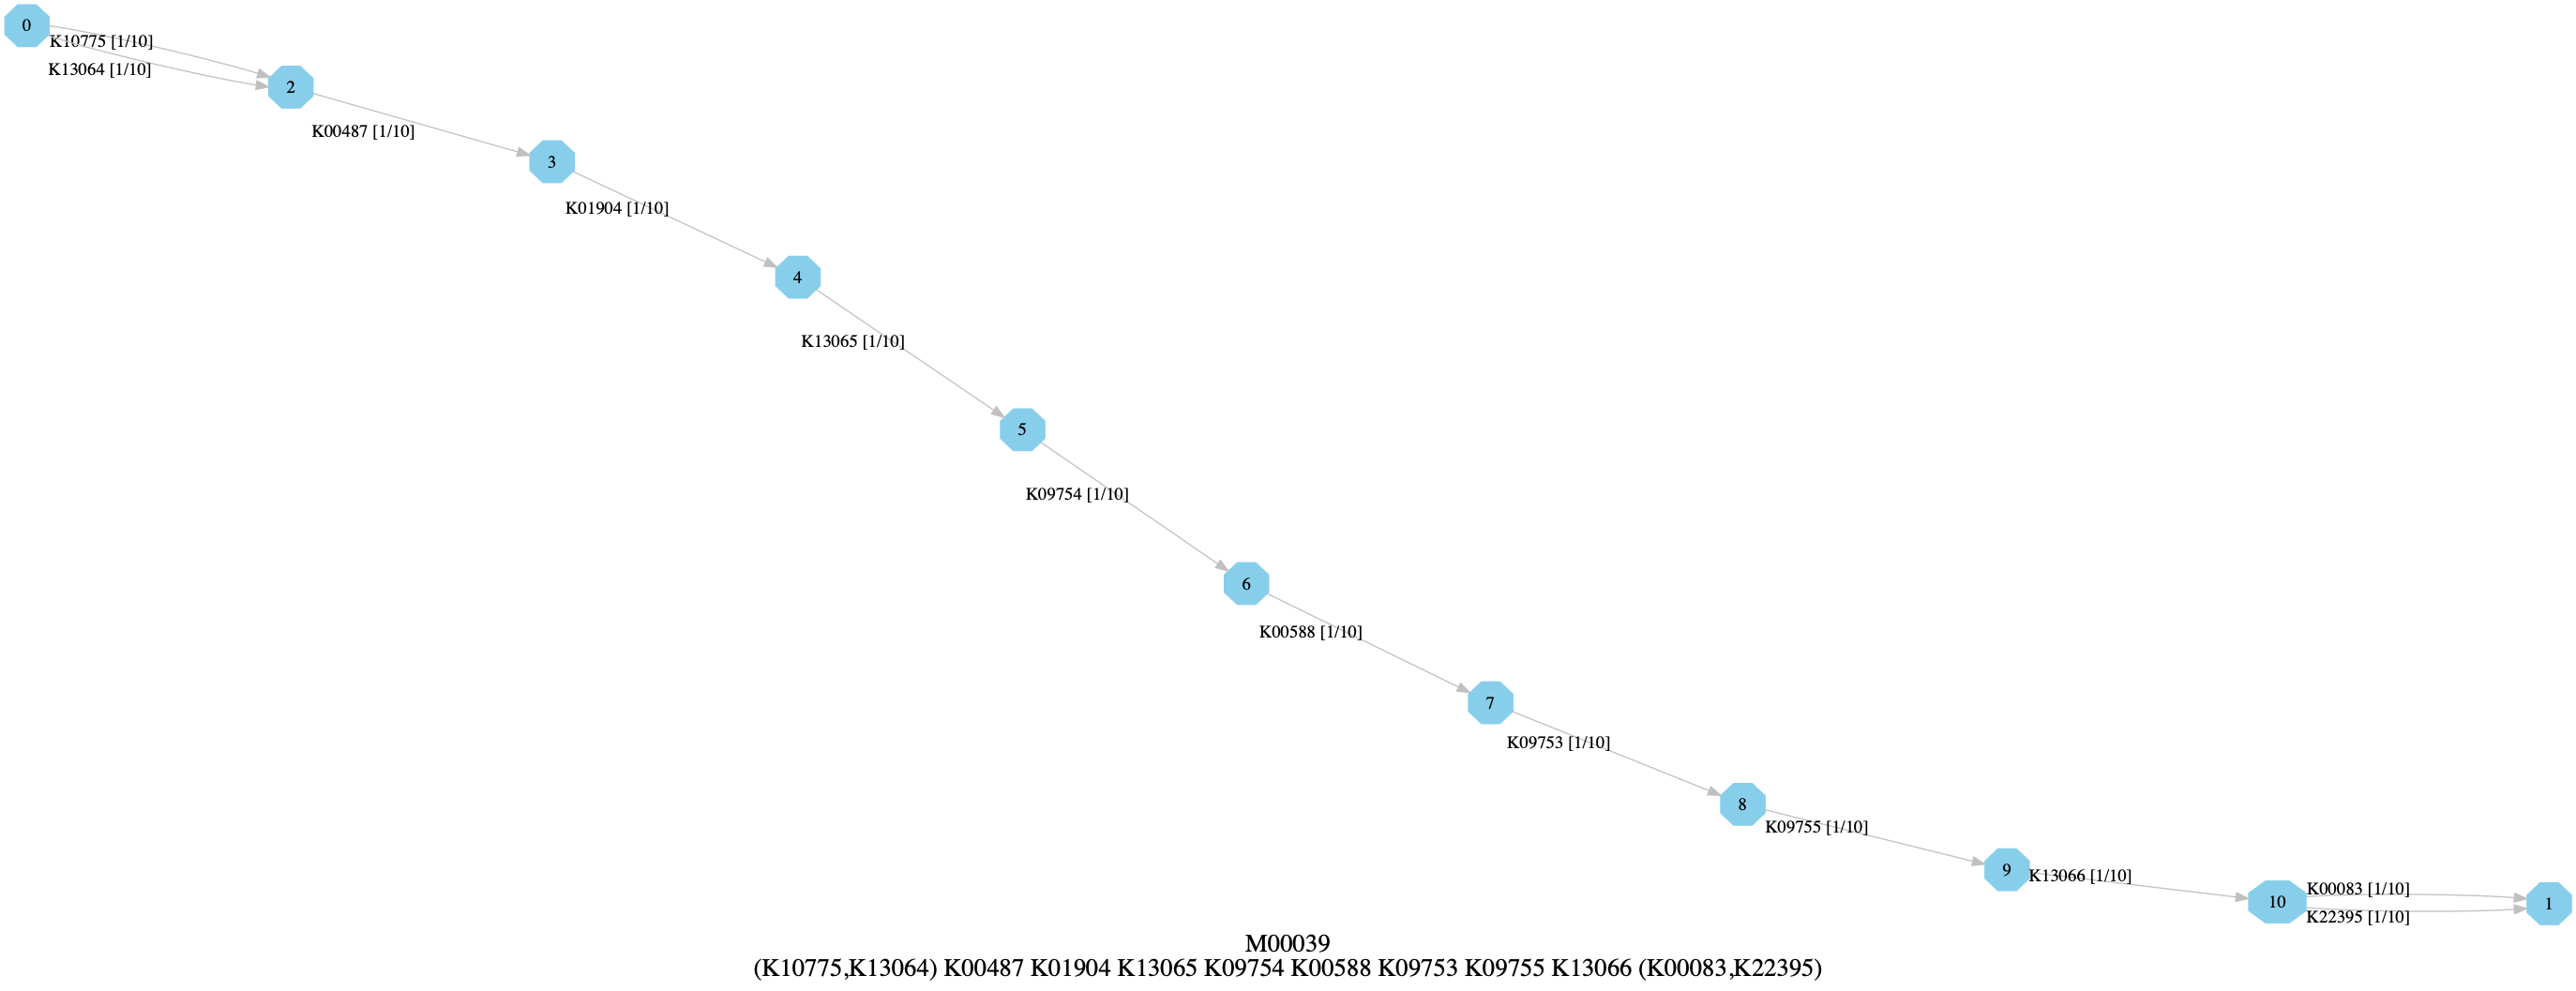 0
K10775 [1/10]
K13064 [1/10]
2
K00487 [1/10]
3
K01904 [1/10]
4
K13065 [1/10]
5
K09754 [1/10]
6
K00588 [1/10]
7
K09753 [1/10]
8
K09755 [1/10]
9
K13066 [1/10]
10
K00083 [1/10]
K22395 [1/10]
1
M00039
(K10775,K13064) K00487 K01904 K13065 K09754 K00588 K09753 K09755 K13066 (K00083,K22395)